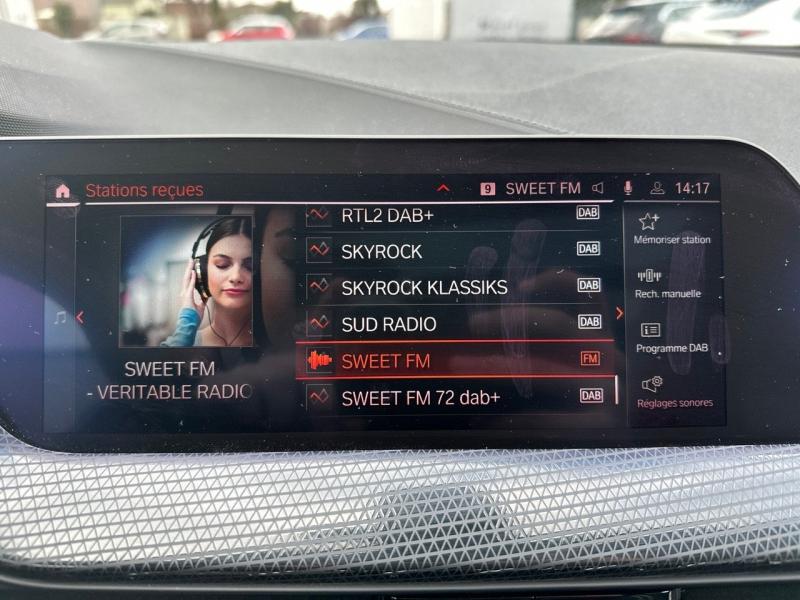 Stations reçues
9 SWEET FM 14:17
RTL2 DAB+ DAB
SKYROCK DAB
SKYROCK KLASSIKS DAB
SUD RADIO DAB
SWEET FM FM
SWEET FM 72 dab+ DAB
SWEET FM
- VERITABLE RADIO
Mémoriser station
Rech. manuelle
Programme DAB
Réglages sonores